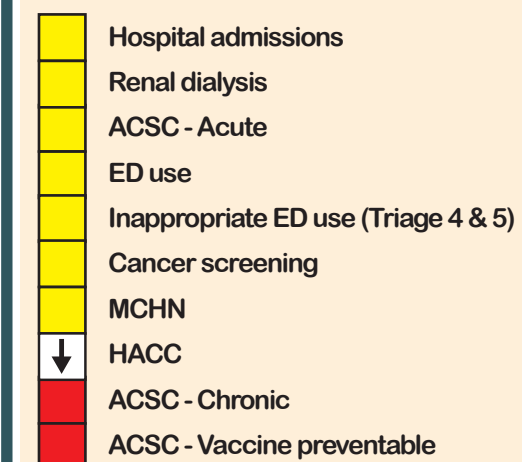 Hospital admissions
Renal dialysis
ACSC - Acute
ED use
Inappropriate ED use (Triage 4 & 5)
Cancer screening
MCHN
HACC
ACSC - Chronic
ACSC - Vaccine preventable